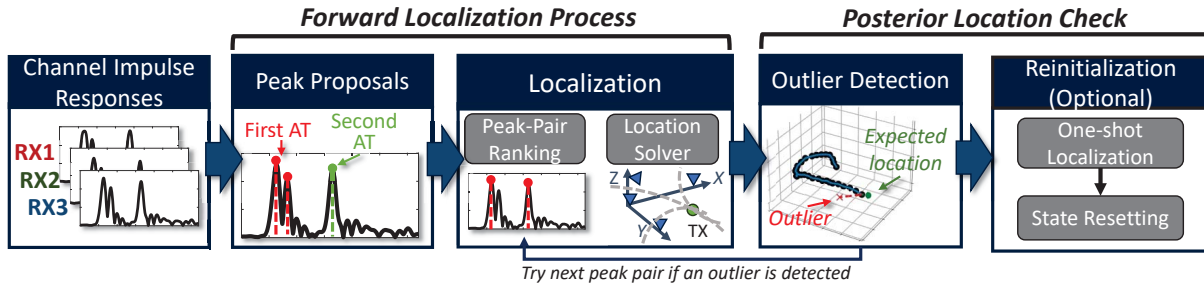 Forward Localization Process
Posterior Location Check
Channel Impulse
Responses
RX1
RX2
RX3
Peak Proposals
First AT
Second
AT
Localization
Peak-Pair
Ranking
Location
Solver
Z
X
Y
TX
Outlier Detection
Expected
location
Outlier
Reinitialization
(Optional)
One-shot
Localization
State Resetting
Try next peak pair if an outlier is detected